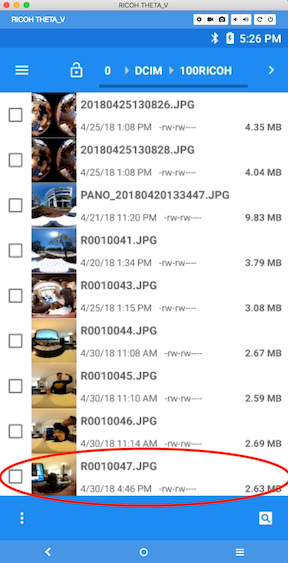 RICOH THETA_V
5:26 PM
0 DCIM 100RICOH
20180425130826.JPG
4/25/18 1:08 PM -rw-rw---- 4.35 MB
20180425130828.JPG
4/25/18 1:08 PM -rw-rw---- 4.04 MB
PANO_20180420133447.JPG
4/21/18 11:20 PM -rw-rw---- 9.83 MB
R0010041.JPG
4/20/18 1:34 PM -rw-rw---- 3.79 MB
R0010043.JPG
4/25/18 1:15 PM -rw-rw---- 3.08 MB
R0010044.JPG
4/30/18 11:08 AM -rw-rw---- 2.67 MB
R0010045.JPG
4/30/18 11:10 AM -rw-rw---- 2.59 MB
R0010046.JPG
4/30/18 11:14 AM -rw-rw---- 2.69 MB
R0010047.JPG
4/30/18 4:46 PM -rw-rw---- 2.63 MB